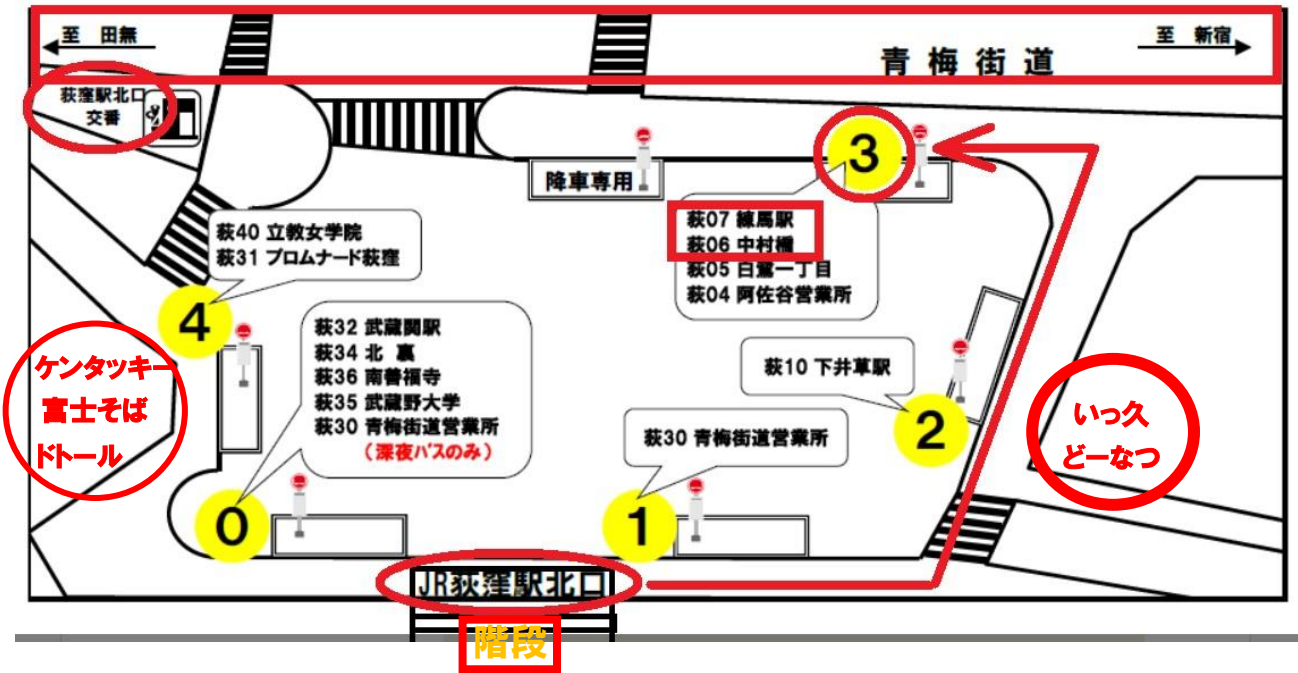 至 田無
至 新宿
青梅街道
荻窪駅北口
交番
降車専用
3
荻07 練馬駅
荻06 中村橋
荻05 白鷺一丁目
荻04 阿佐谷営業所
荻40 立教女学院
荻31 プロムナード荻窪
4
荻32 武蔵関駅
荻34 北 裏
荻36 南善福寺
荻35 武蔵野大学
荻30 青梅街道営業所
(深夜バスのみ)
ケンタッキー
富士そば
ドトール
荻10 下井草駅
2
荻30 青梅街道営業所
いっ久
どーなつ
0
1
JR荻窪駅北口
階段